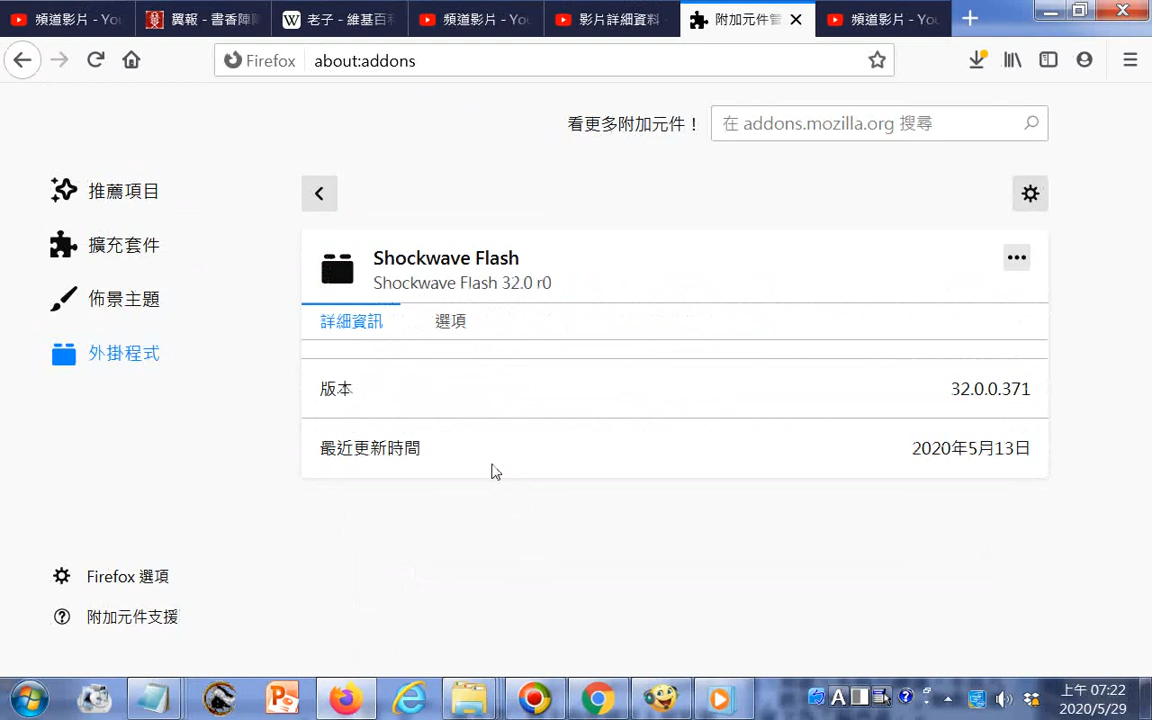 頻道影片 - You
翼報 - 書香陣
老子 - 維基百科
頻道影片 - You
影片詳細資料
附加元件管
頻道影片 - You
Firefox
about:addons
看更多附加元件！
在 addons.mozilla.org 搜尋
推薦項目
擴充套件
佈景主題
外掛程式
Shockwave Flash
Shockwave Flash 32.0 r0
詳細資訊
選項
版本
32.0.0.371
最近更新時間
2020年5月13日
Firefox 選項
附加元件支援
上午 07:22
2020/5/29